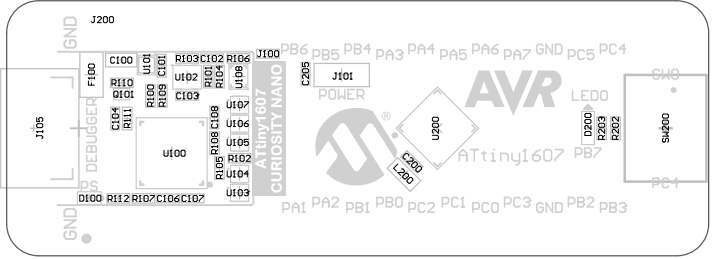 J200
GND
PB6 PB5 PB4 PA3 PA4 PA5 PA6 PA7 GND PC5 PC4
F100 C100 U101 C101 R103 C102 R106 J100
U102 R101 R104 U108
R110 Q101 R100 R109 C103
C205 J101
POWER
AVR
LED0
SW0
J105
DEBUGGER
C104 R111
U100
U107
U106 C108
U105 R108
R102
U104 R105
U103
ATtiny1607
CURIOSITY NANO
®
U200
C200
L200
ATtiny1607
D200 R203 R202
PB7
SW200
PC4
PS
D100 R112 R107 C106 C107
GND
PA1 PA2 PB1 PB0 PC2 PC1 PC0 PC3 GND PB2 PB3